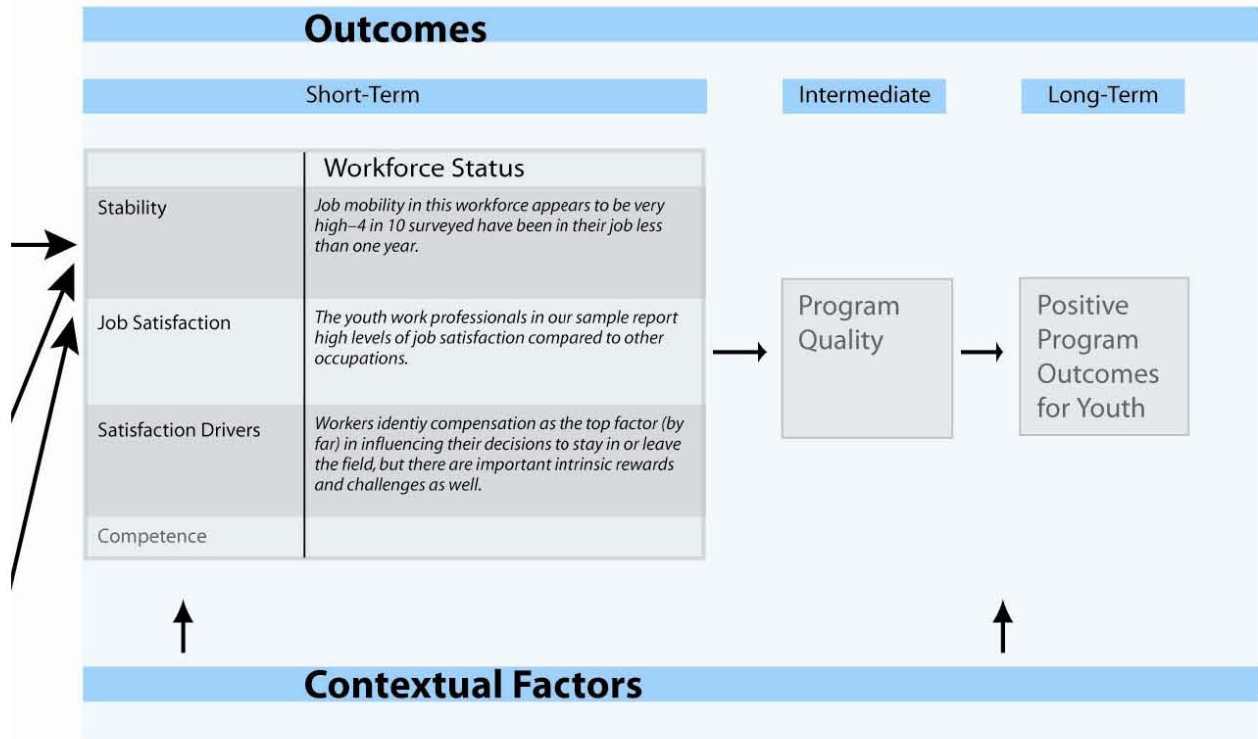 Outcomes
Short-Term
Intermediate
Long-Term
Workforce Status
Stability
Job mobility in this workforce appears to be very
high–4 in 10 surveyed have been in their job less
than one year.
Job Satisfaction
The youth work professionals in our sample report
high levels of job satisfaction compared to other
occupations.
Satisfaction Drivers
Workers identiy compensation as the top factor (by
far) in influencing their decisions to stay in or leave
the field, but there are important intrinsic rewards
and challenges as well.
Competence
Program
Quality
Positive
Program
Outcomes
for Youth
Contextual Factors